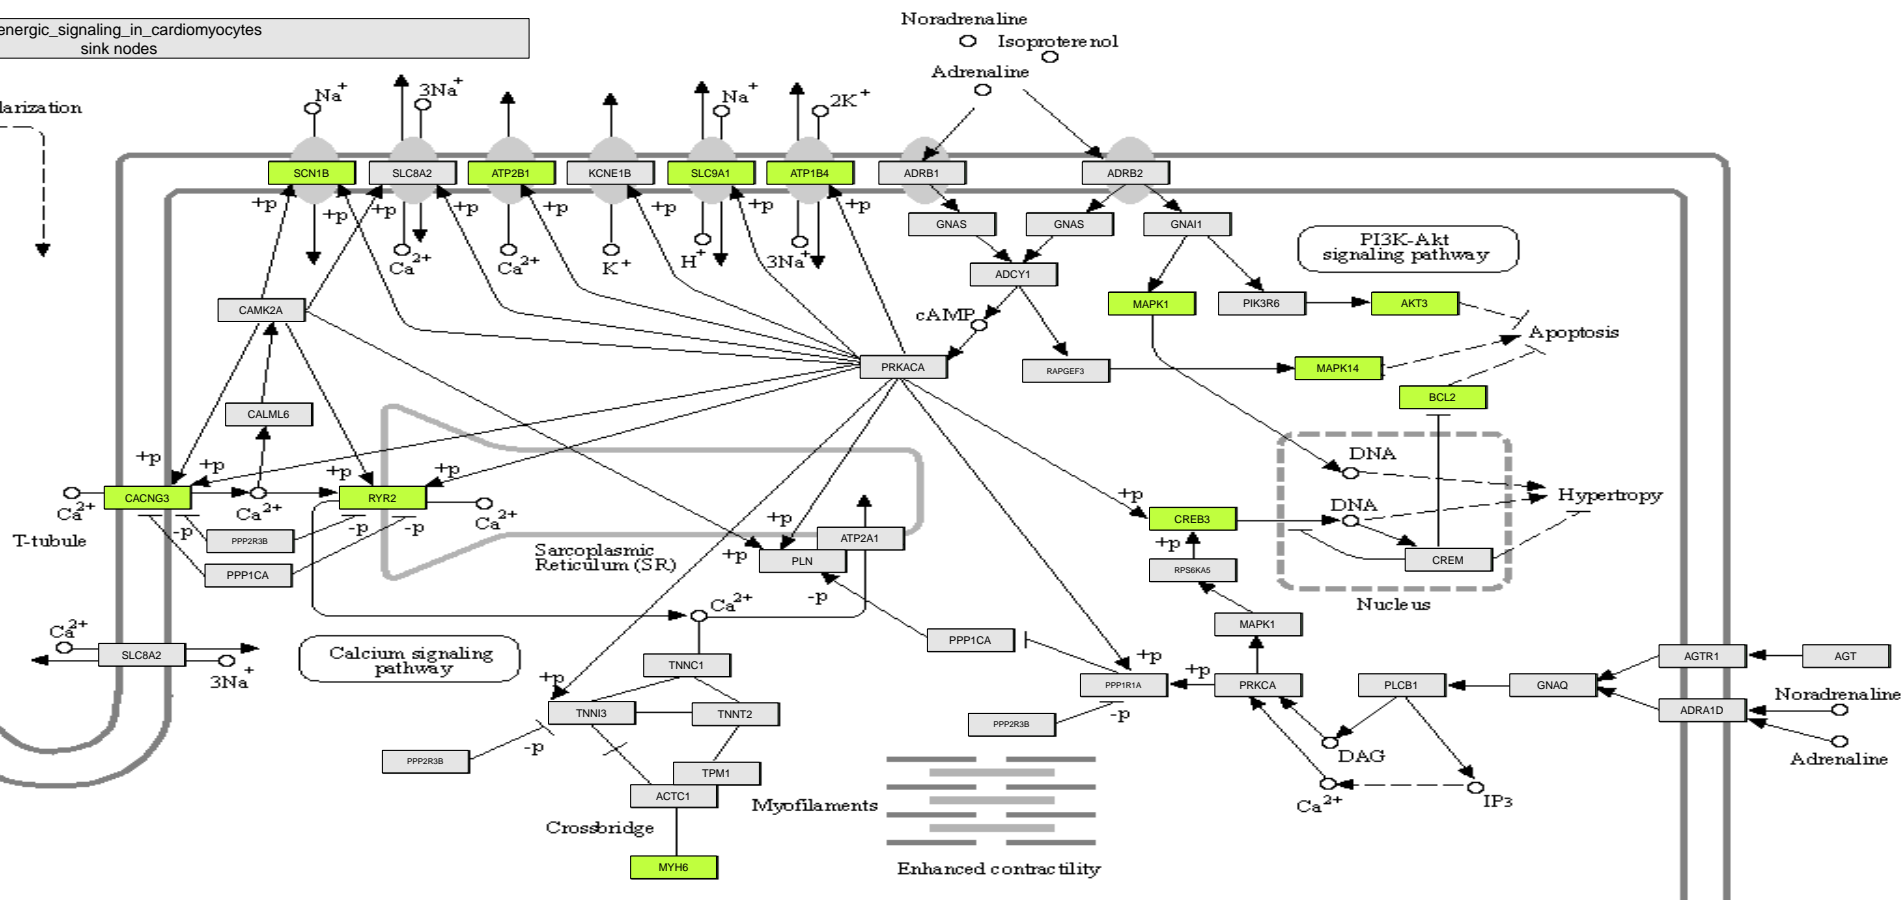 energic_signaling_in_cardiomyocytes
sink nodes
Noradrenaline
Isoproterenol
Adrenaline
larization
Na+
3Na+
Na+
2K+
SCN1B
SLC8A2
ATP2B1
KCNE1B
SLC9A1
ATP1B4
ADRB1
ADRB2
+p
+p
+p
+p
+p
+p
+p
+p
GNAS
GNAS
GNAI1
Ca2+
Ca2+
K+
H+
3Na+
PI3K-Akt
signaling pathway
ADCY1
CAMK2A
MAPK1
PIK3R6
AKT3
cAMP
Apoptosis
PRKACA
RAPGEF3
MAPK14
BCL2
CALML6
DNA
+p
+p
+p
+p
CACNG3
RYR2
Ca2+
Ca2+
Ca2+
+p
Hypertropy
DNA
CREB3
-p
-p
-p
T-tubule
PPP2R3B
+p
ATP2A1
+p
Sarcoplasmic
Reticulum (SR)
+p
PLN
CREM
PPP1CA
RPS6KA5
-p
Nucleus
Ca2+
MAPK1
Ca2+
PPP1CA
SLC8A2
3Na+
Calcium signaling
pathway
TNNC1
+p
+p
+p
AGTR1
AGT
PPP1R1A
PRKCA
PLCB1
GNAQ
Noradrenaline
TNNI3
TNNT2
-p
PPP2R3B
ADRA1D
-p
PPP2R3B
DAG
Adrenaline
TPM1
ACTC1
Myofilaments
Ca2+
IP3
Crossbridge
MYH6
Enhanced contractility